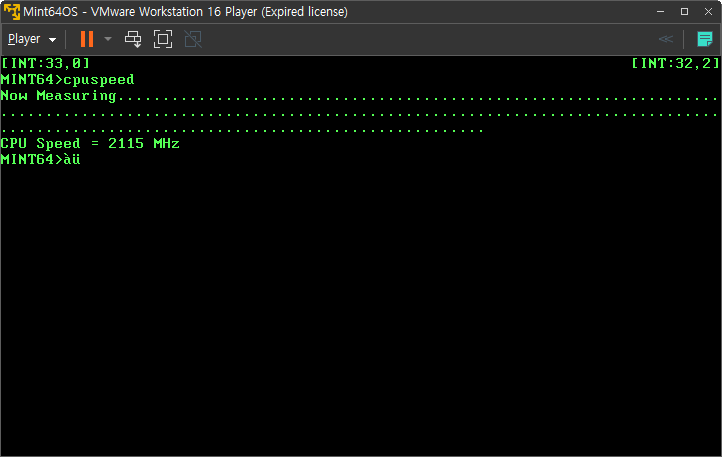 Mint64OS - VMware Workstation 16 Player (Expired license)
Player
[INT:33,0] [INT:32,2]
MINT64>cpuspeed
Now Measuring...................................................................
................................................................................
......................................................
CPU Speed = 2115 MHz
MINT64>àü